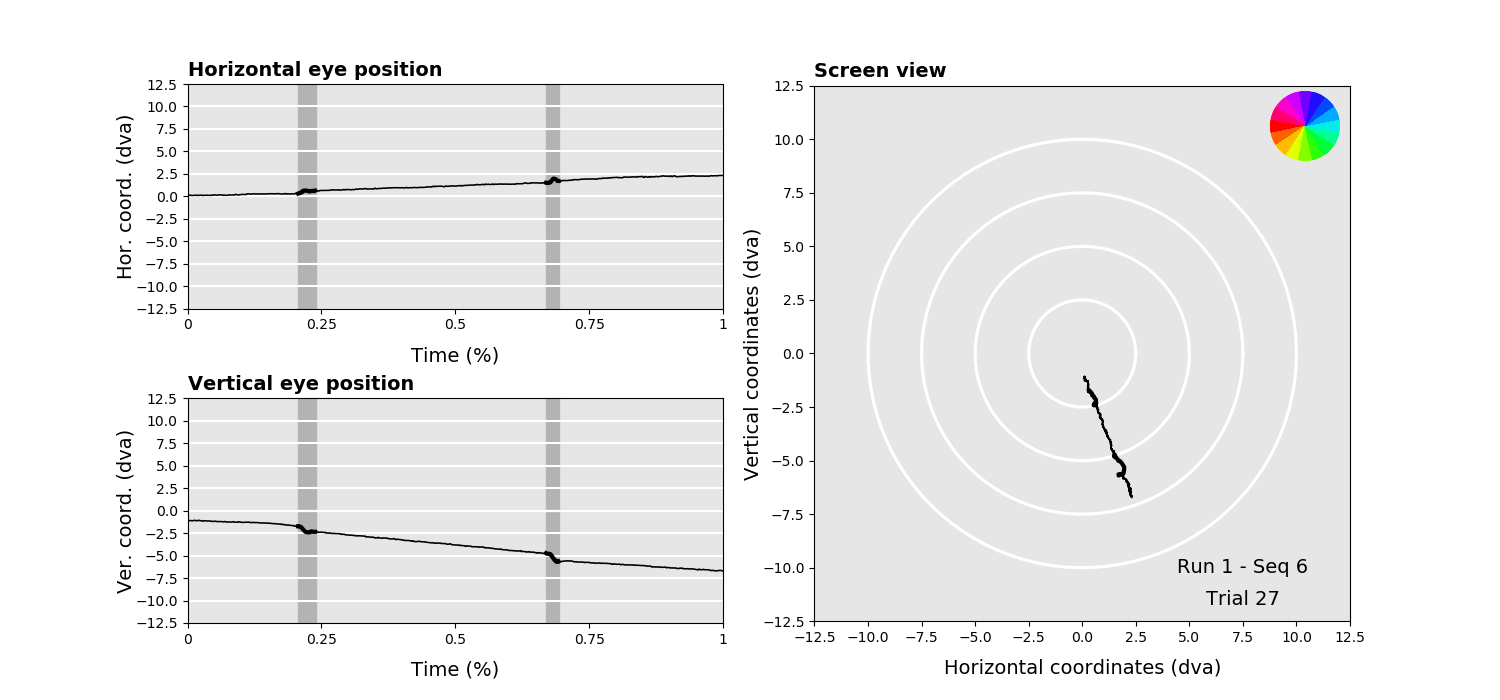 Horizontal eye position
12.5
10.0
7.5
5.0
2.5
0.0
−2.5
−5.0
−7.5
−10.0
−12.5
Hor. coord. (dva)
0 0.25 0.5 0.75 1
Time (%)
Vertical eye position
12.5
10.0
7.5
5.0
2.5
0.0
−2.5
−5.0
−7.5
−10.0
−12.5
Ver. coord. (dva)
0 0.25 0.5 0.75 1
Time (%)
Screen view
12.5
10.0
7.5
5.0
2.5
0.0
−2.5
−5.0
−7.5
−10.0
−12.5
Vertical coordinates (dva)
Run 1 - Seq 6
Trial 27
−12.5 −10.0 −7.5 −5.0 −2.5 0.0 2.5 5.0 7.5 10.0 12.5
Horizontal coordinates (dva)